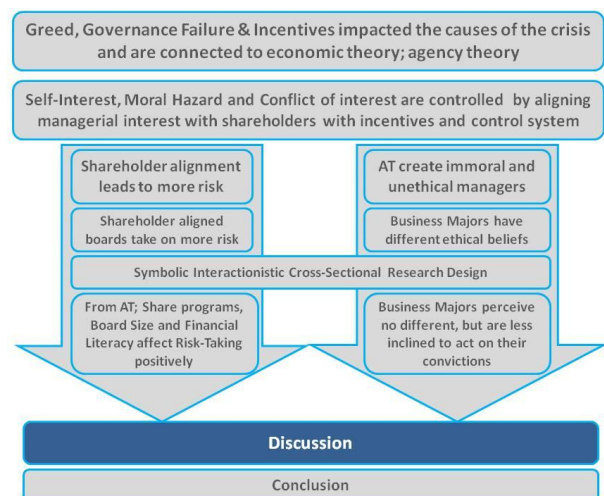 Greed, Governance Failure & Incentives impacted the causes of the crisis
and are connected to economic theory; agency theory
Self-Interest, Moral Hazard and Conflict of interest are controlled by aligning
managerial interest with shareholders with incentives and control system
Shareholder alignment
leads to more risk
Shareholder aligned
boards take on more risk
AT create immoral and
unethical managers
Business Majors have
different ethical beliefs
Symbolic Interactionistic Cross-Sectional Research Design
From AT; Share programs,
Board Size and Financial
Literacy affect Risk-Taking
positively
Business Majors perceive
no different, but are less
inclined to act on their
convictions
Discussion
Conclusion